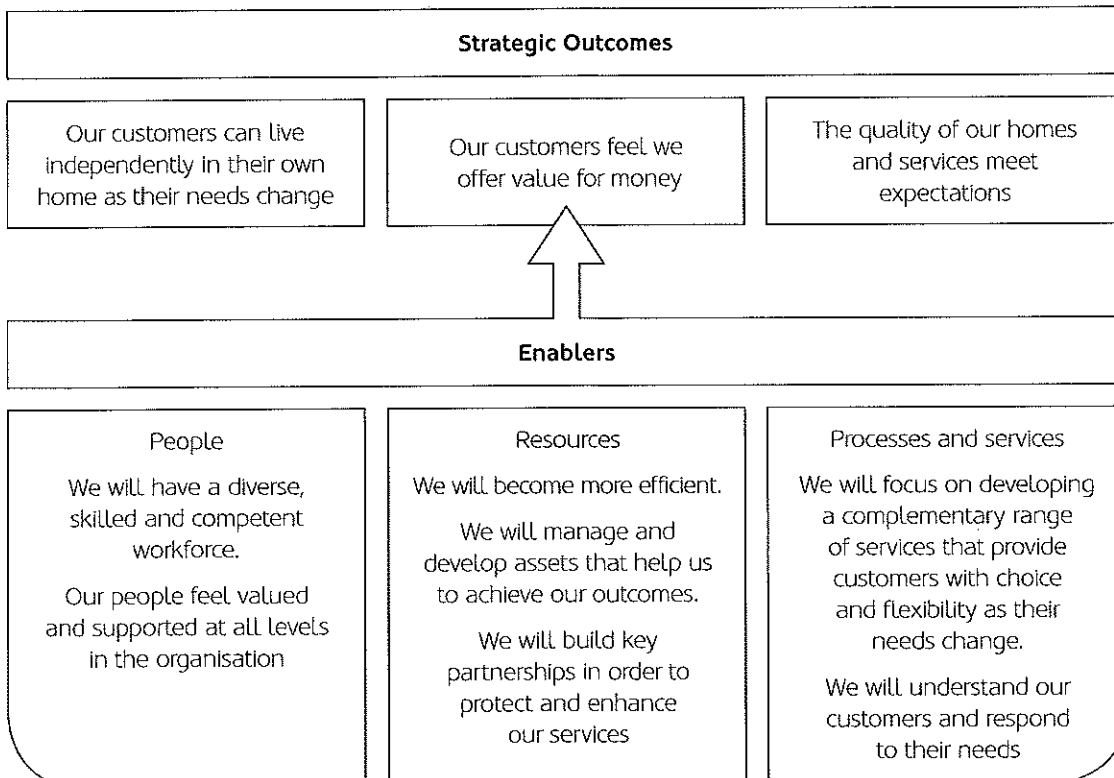 Strategic Outcomes
Our customers can live
independently in their own
home as their needs change
Our customers feel we
offer value for money
The quality of our homes
and services meet
expectations
Enablers
People
We will have a diverse,
skilled and competent
workforce.
Our people feel valued
and supported at all levels
in the organisation
Resources
We will become more efficient.
We will manage and
develop assets that help us
to achieve our outcomes.
We will build key
partnerships in order to
protect and enhance
our services
Processes and services
We will focus on developing
a complementary range
of services that provide
customers with choice
and flexibility as their
needs change.
We will understand our
customers and respond
to their needs